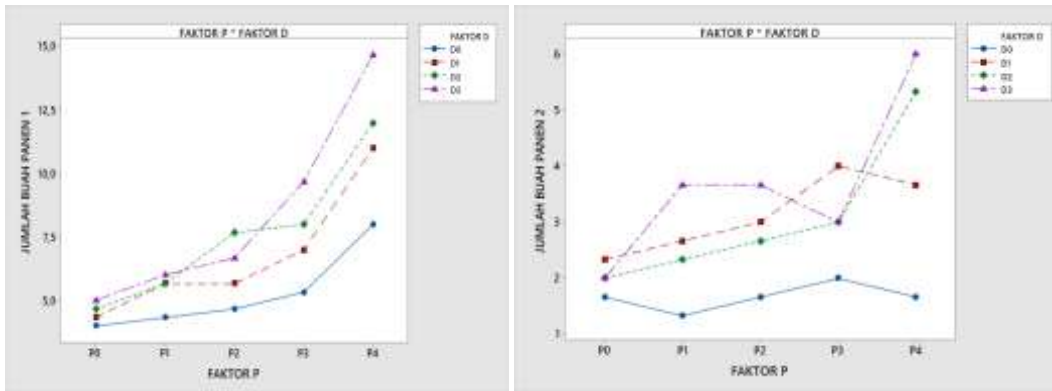 FAKTOR P * FAKTOR D
FAKTOR D
D0
D1
D2
D3
15,0
12,5
10,0
7,5
5,0
JUMLAH BUAH PANEN 1
P0 P1 P2 P3 P4
FAKTOR P
FAKTOR P * FAKTOR D
FAKTOR D
D0
D1
D2
D3
6
5
4
3
2
1
JUMLAH BUAH PANEN 2
P0 P1 P2 P3 P4
FAKTOR P